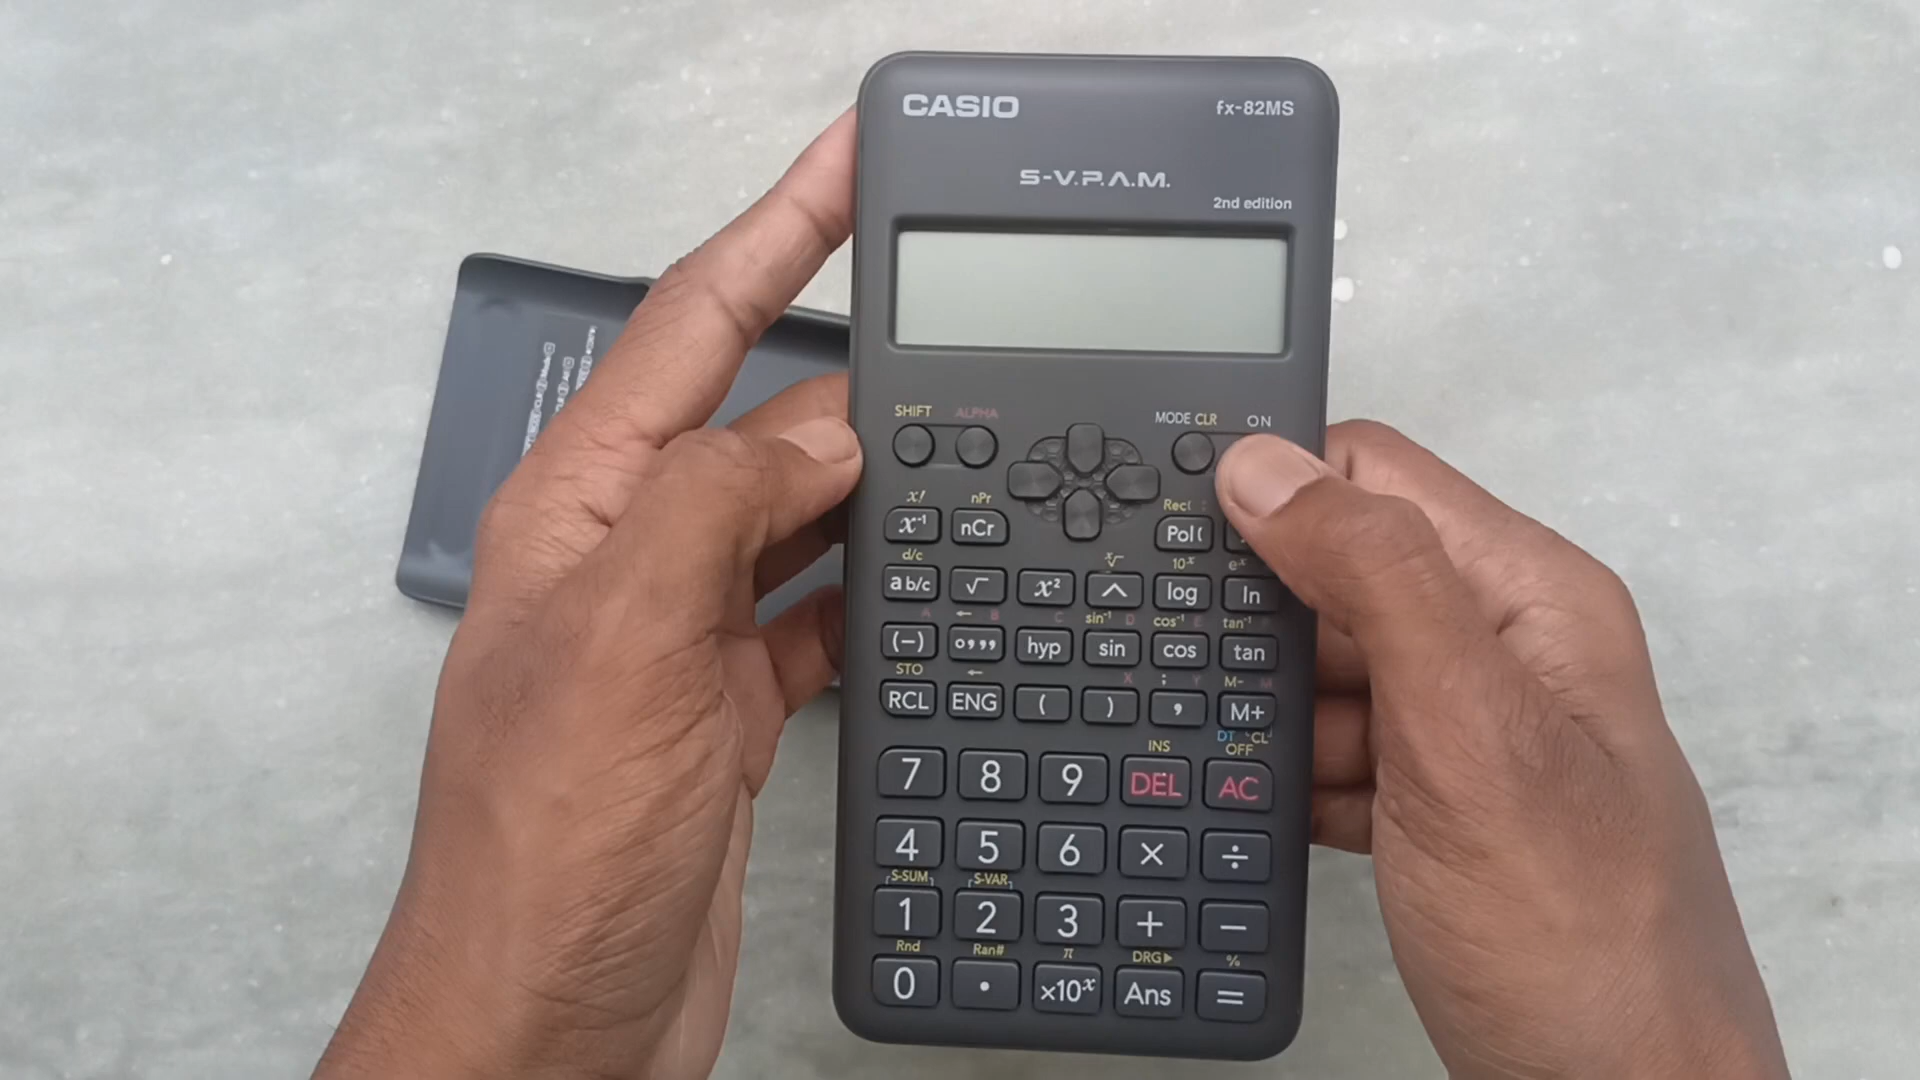 CASIO fx-82MS
S-V.P.A.M.
2nd edition
SHIFT ALPHA MODE CLR ON
x! nPr Rec( :
x⁻¹ nCr Pol(
d/c ˣ√ 10ˣ eˣ
a b/c √ x² ^ log ln
A ← B C sin⁻¹ D cos⁻¹ E tan⁻¹
(−) o,,, hyp sin cos tan
STO ← X ; Y M- M
RCL ENG ( ) , M+
DT CL
INS OFF
7 8 9 DEL AC
4 5 6 × ÷
S-SUM S-VAR
1 2 3 + −
Rnd Ran# π DRG▶ %
0 . ×10ˣ Ans =